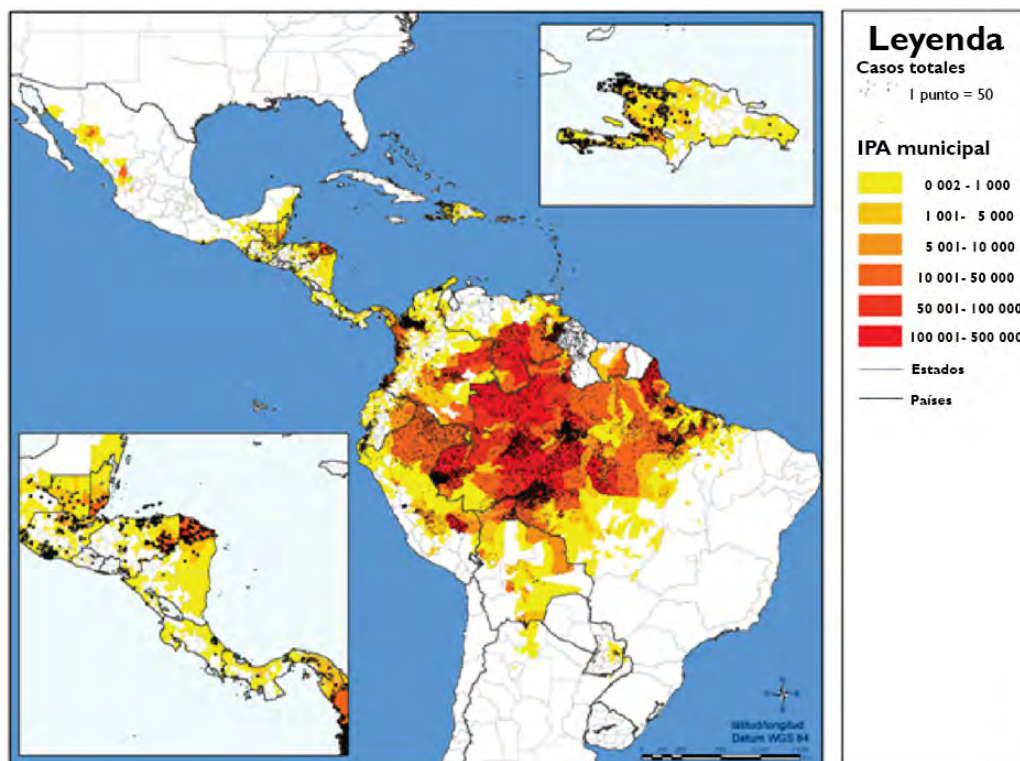 Leyenda
Casos totales
1 punto = 50
IPA municipal
0 002 - 1 000
1 001- 5 000
5 001- 10 000
10 001- 50 000
50 001- 100 000
100 001- 500 000
Estados
Países
latitud/longitud
Datum WGS 84